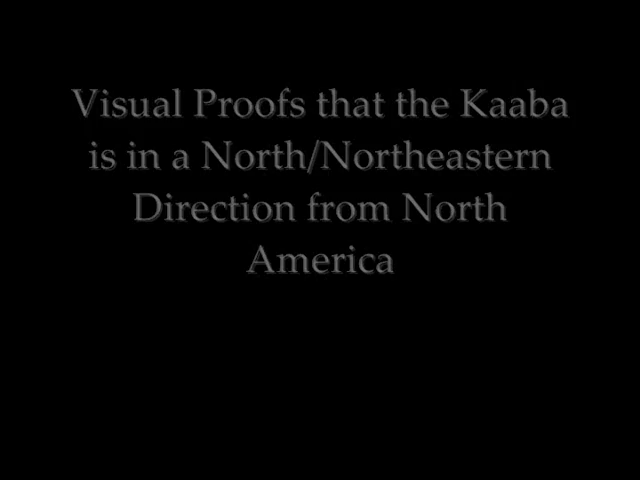 Visual Proofs that the Kaaba
is in a North/Northeastern
Direction from North
America